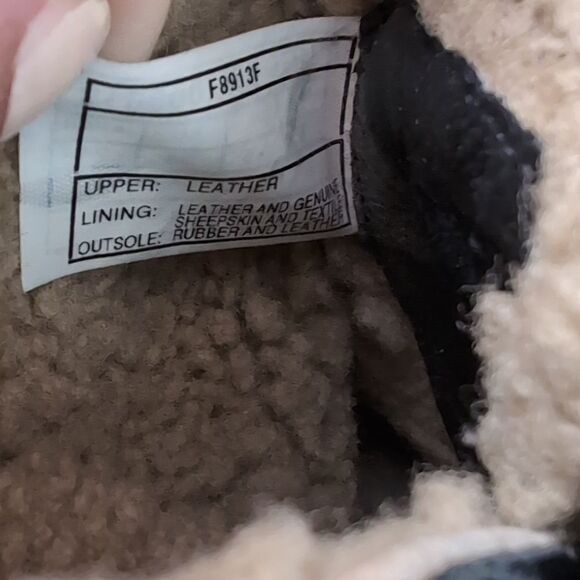 F8913F
UPPER: LEATHER
LINING: LEATHER AND GENUINE
SHEEPSKIN AND TEXTILE
OUTSOLE: RUBBER AND LEATHER